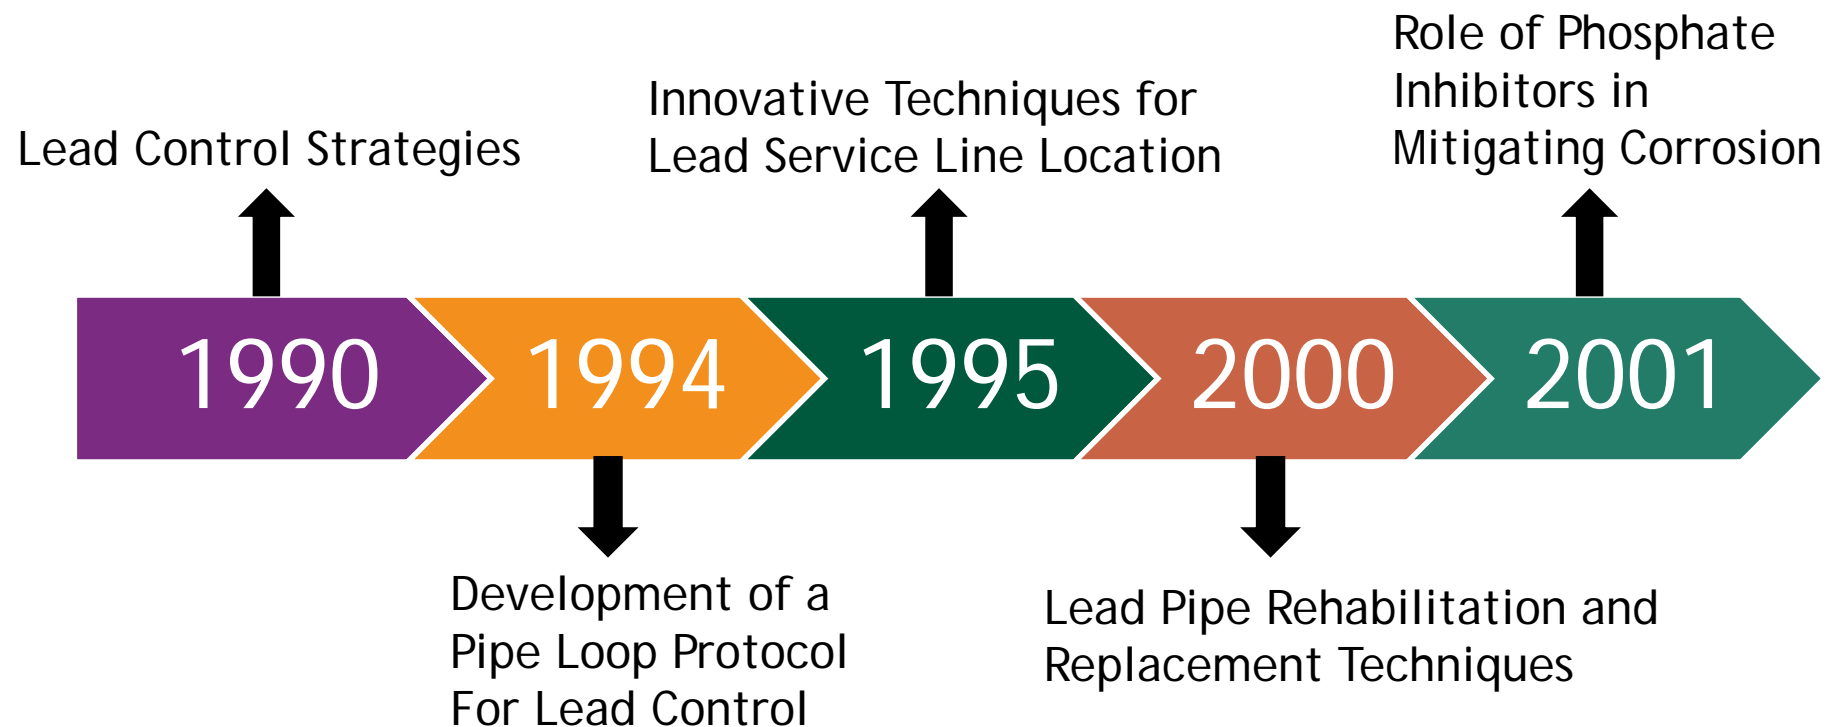 Lead Control Strategies
Innovative Techniques for
Lead Service Line Location
Role of Phosphate
Inhibitors in
Mitigating Corrosion
1990
1994
1995
2000
2001
Development of a
Pipe Loop Protocol
For Lead Control
Lead Pipe Rehabilitation and
Replacement Techniques